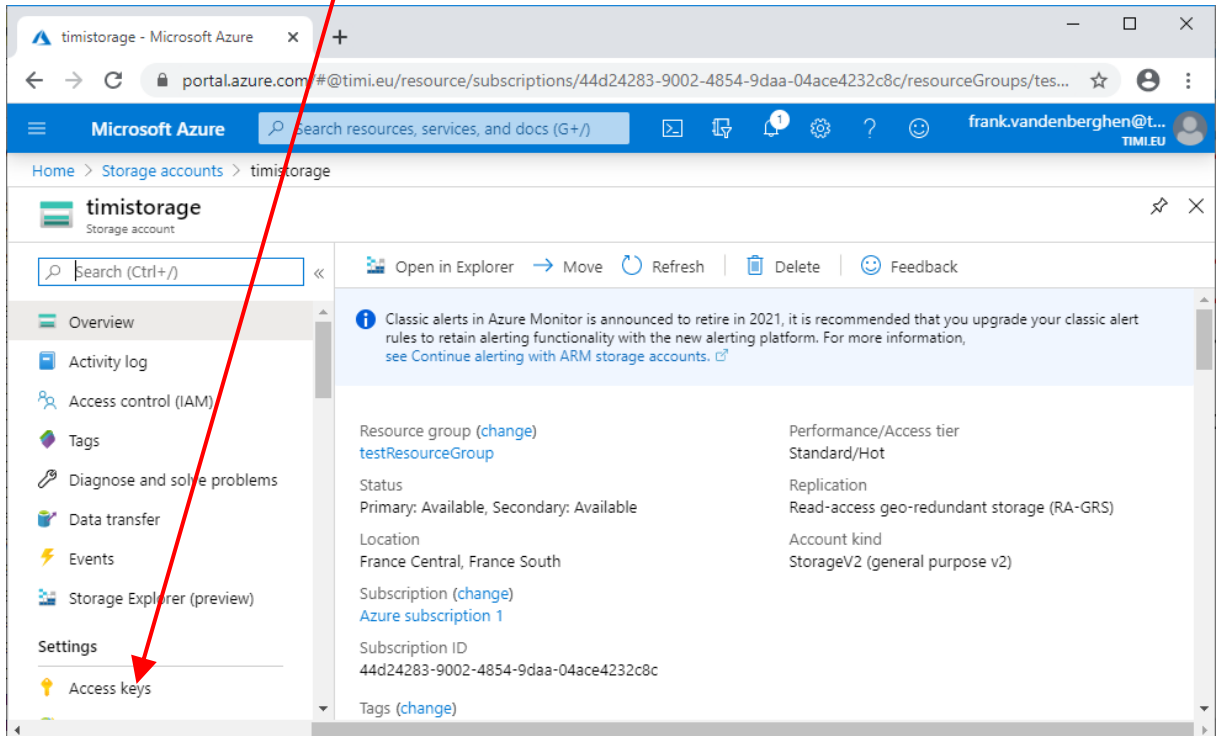 timistorage - Microsoft Azure
portal.azure.com/#@timi.eu/resource/subscriptions/44d24283-9002-4854-9daa-04ace4232c8c/resourceGroups/tes...
Microsoft Azure
Search resources, services, and docs (G+/)
1
frank.vandenberghen@t...
TIMI.EU
Home > Storage accounts > timistorage
timistorage
Storage account
Search (Ctrl+/)
«
Open in Explorer
Move
Refresh
Delete
Feedback
Overview
Activity log
Access control (IAM)
Tags
Diagnose and solve problems
Data transfer
Events
Storage Explorer (preview)
Settings
Access keys
Classic alerts in Azure Monitor is announced to retire in 2021, it is recommended that you upgrade your classic alert
rules to retain alerting functionality with the new alerting platform. For more information,
see Continue alerting with ARM storage accounts.
Resource group (change)
testResourceGroup
Status
Primary: Available, Secondary: Available
Location
France Central, France South
Subscription (change)
Azure subscription 1
Subscription ID
44d24283-9002-4854-9daa-04ace4232c8c
Tags (change)
Performance/Access tier
Standard/Hot
Replication
Read-access geo-redundant storage (RA-GRS)
Account kind
StorageV2 (general purpose v2)